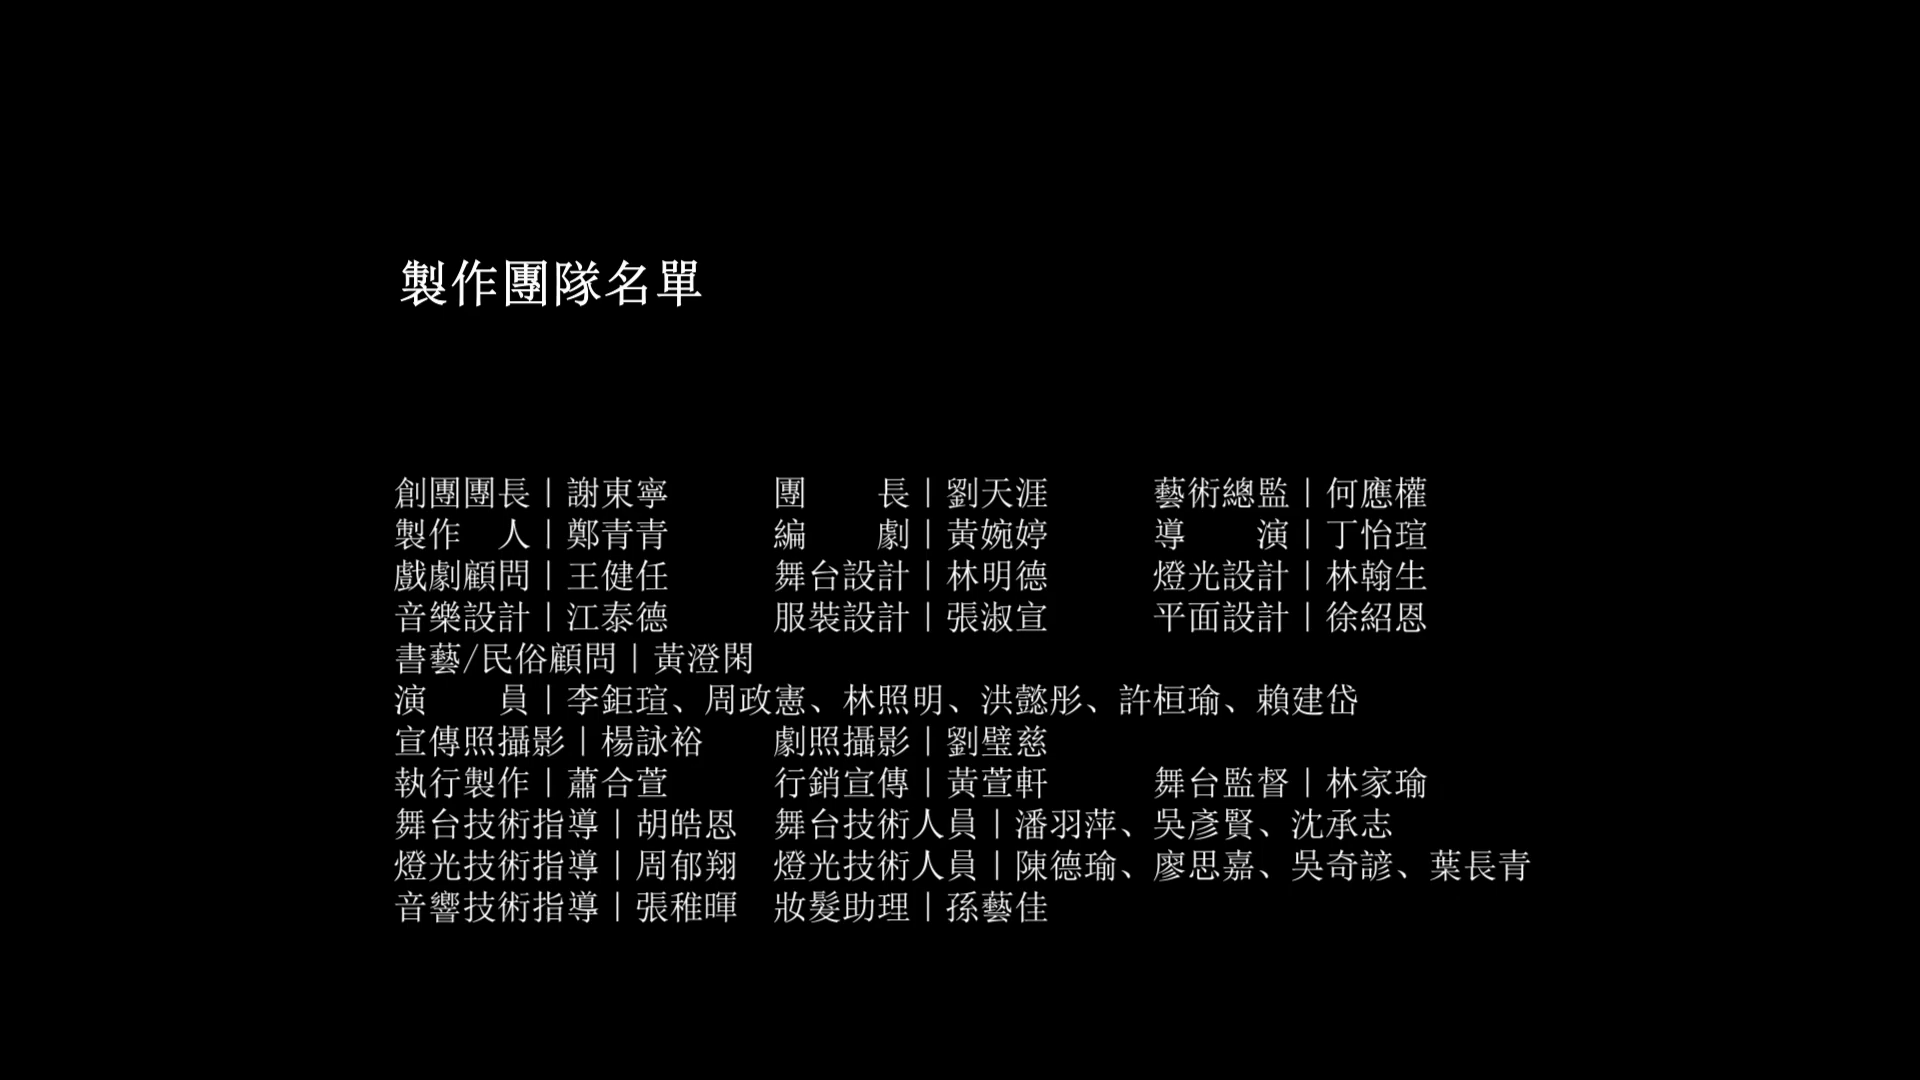 製作團隊名單
創團團長｜謝東寧　　　團　　長｜劉天涯　　　藝術總監｜何應權
製作　人｜鄭青青　　　編　　劇｜黃婉婷　　　導　　演｜丁怡瑄
戲劇顧問｜王健任　　　舞台設計｜林明德　　　燈光設計｜林翰生
音樂設計｜江泰德　　　服裝設計｜張淑宣　　　平面設計｜徐紹恩
書藝/民俗顧問｜黃澄閑
演　　員｜李鉅瑄、周政憲、林照明、洪懿彤、許桓瑜、賴建岱
宣傳照攝影｜楊詠裕　　劇照攝影｜劉璧慈
執行製作｜蕭合萱　　　行銷宣傳｜黃萱軒　　　舞台監督｜林家瑜
舞台技術指導｜胡皓恩　舞台技術人員｜潘羽萍、吳彥賢、沈承志
燈光技術指導｜周郁翔　燈光技術人員｜陳德瑜、廖思嘉、吳奇諺、葉長青
音響技術指導｜張稚暉　妝髮助理｜孫藝佳